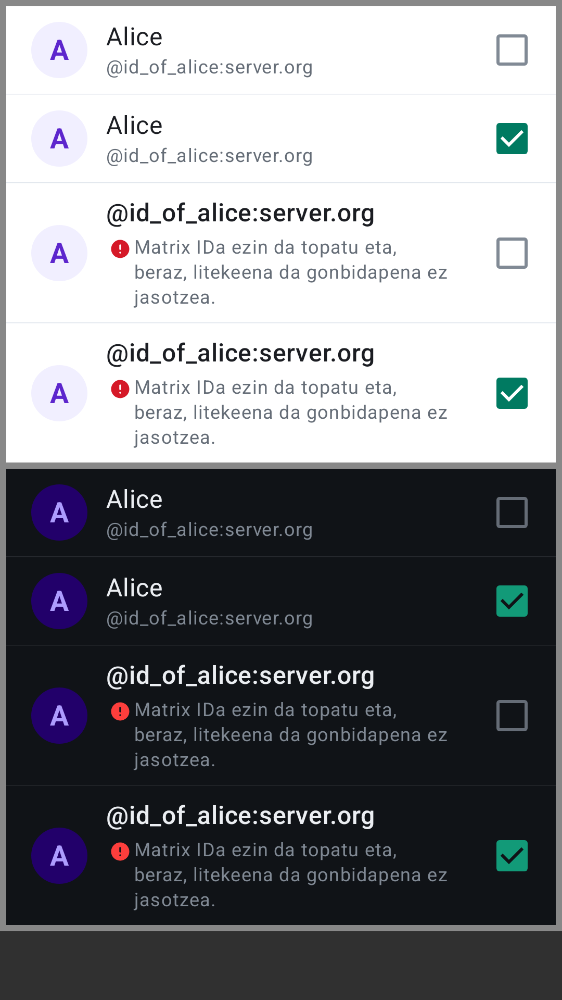 A
Alice
@id_of_alice:server.org
A
Alice
@id_of_alice:server.org
A
@id_of_alice:server.org
Matrix IDa ezin da topatu eta,
beraz, litekeena da gonbidapena ez
jasotzea.
A
@id_of_alice:server.org
Matrix IDa ezin da topatu eta,
beraz, litekeena da gonbidapena ez
jasotzea.
A
Alice
@id_of_alice:server.org
A
Alice
@id_of_alice:server.org
A
@id_of_alice:server.org
Matrix IDa ezin da topatu eta,
beraz, litekeena da gonbidapena ez
jasotzea.
A
@id_of_alice:server.org
Matrix IDa ezin da topatu eta,
beraz, litekeena da gonbidapena ez
jasotzea.